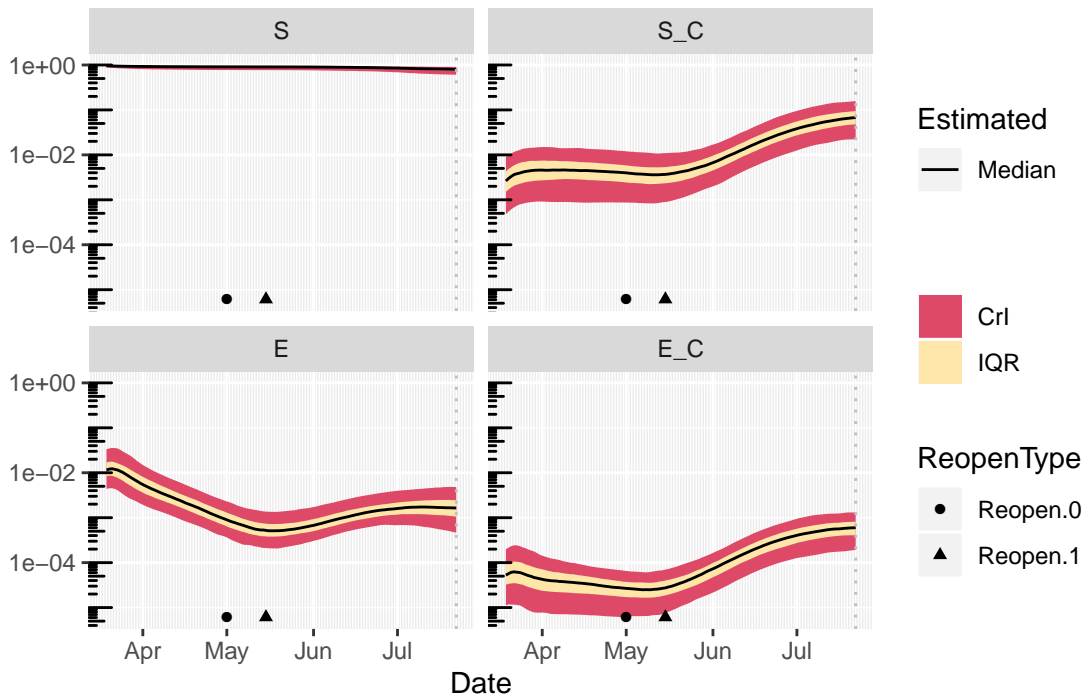 S
S_C
1e+00
1e−02
1e−04
E
E_C
1e+00
1e−02
1e−04
Apr
May
Jun
Jul
Apr
May
Jun
Jul
Date
Estimated
Median
CrI
IQR
ReopenType
Reopen.0
Reopen.1